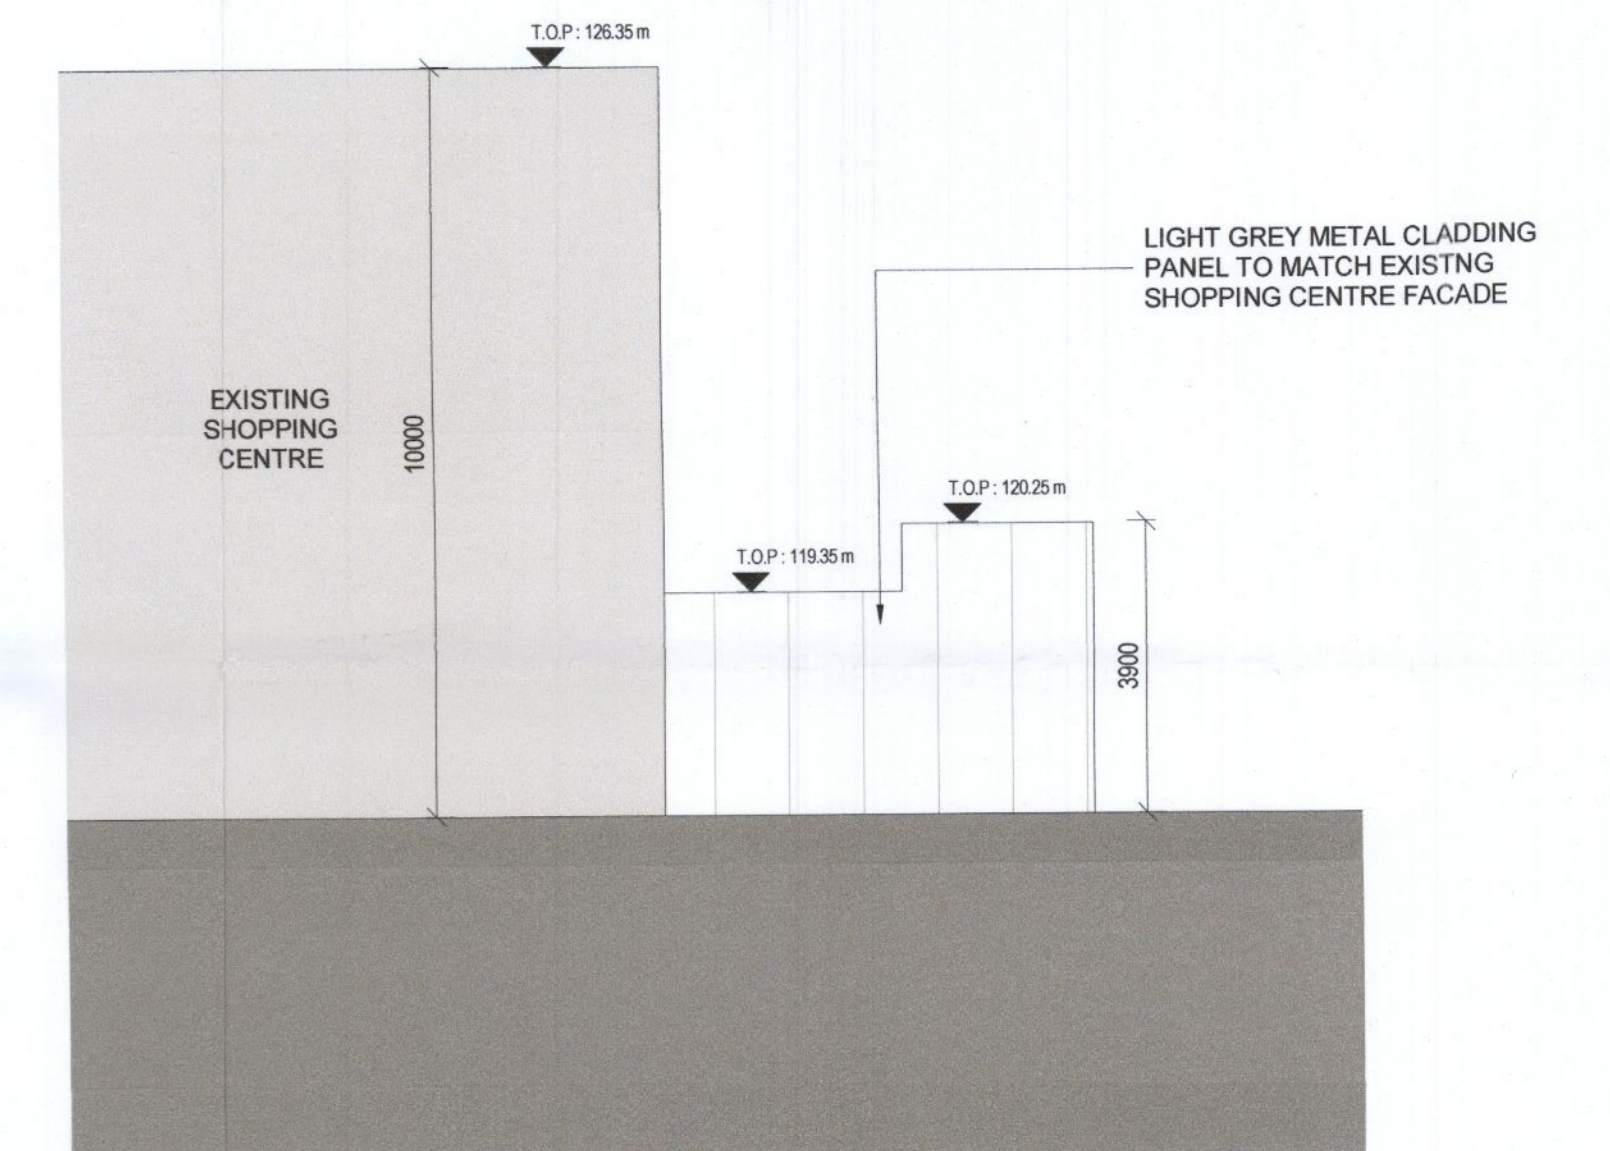 T.O.P : 126.35 m
LIGHT GREY METAL CLADDING
PANEL TO MATCH EXISTNG
SHOPPING CENTRE FACADE
EXISTING
SHOPPING
CENTRE
10000
T.O.P : 120.25 m
T.O.P : 119.35 m
3900